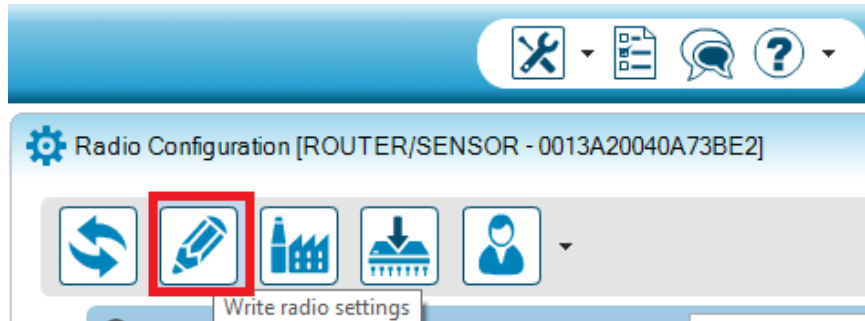 ?
Radio Configuration [ROUTER/SENSOR - 0013A20040A73BE2]
Write radio settings